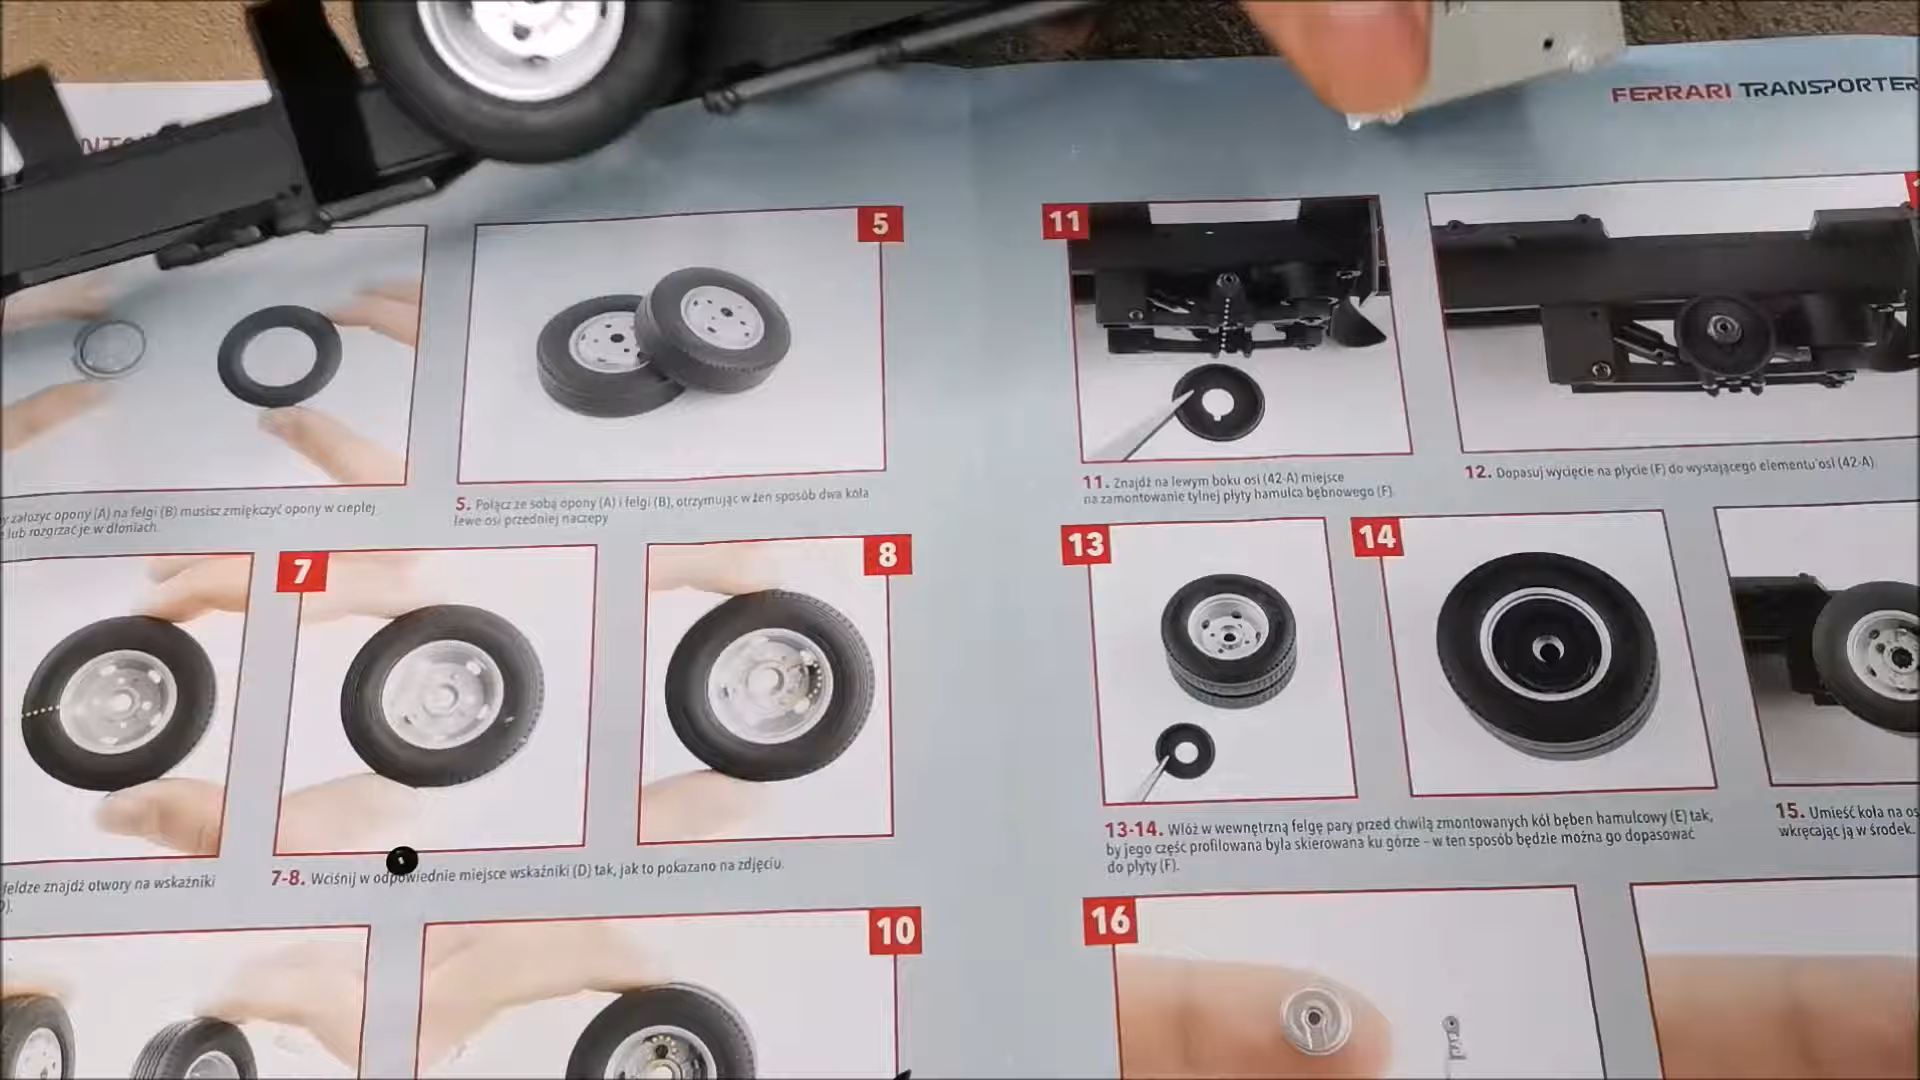 FERRARI TRANSPORTER
5
założyć opony (A) na felgi (B) musisz zmiękczyć opony w ciepłej
lub rozgrzać je w dłoniach.
5. Połącz ze sobą opony (A) i felgi (B), otrzymując w ten sposób dwa koła
lewe osi przedniej naczepy
7
8
feldze znajdź otwory na wskaźniki
7-8. Wciśnij w odpowiednie miejsce wskaźniki (D) tak, jak to pokazano na zdjęciu.
10
11
11. Znajdź na lewym boku osi (42-A) miejsce
na zamontowanie tylnej płyty hamulca bębnowego (F).
12. Dopasuj wycięcie na płycie (F) do wystającego elementu osi (42-A)
13
14
13-14. Włóż w wewnętrzną felgę pary przed chwilą zmontowanych kół bęben hamulcowy (E) tak,
by jego część profilowana była skierowana ku górze – w ten sposób będzie można go dopasować
do płyty (F).
15. Umieść koła na os
wkręcając ją w środek.
16